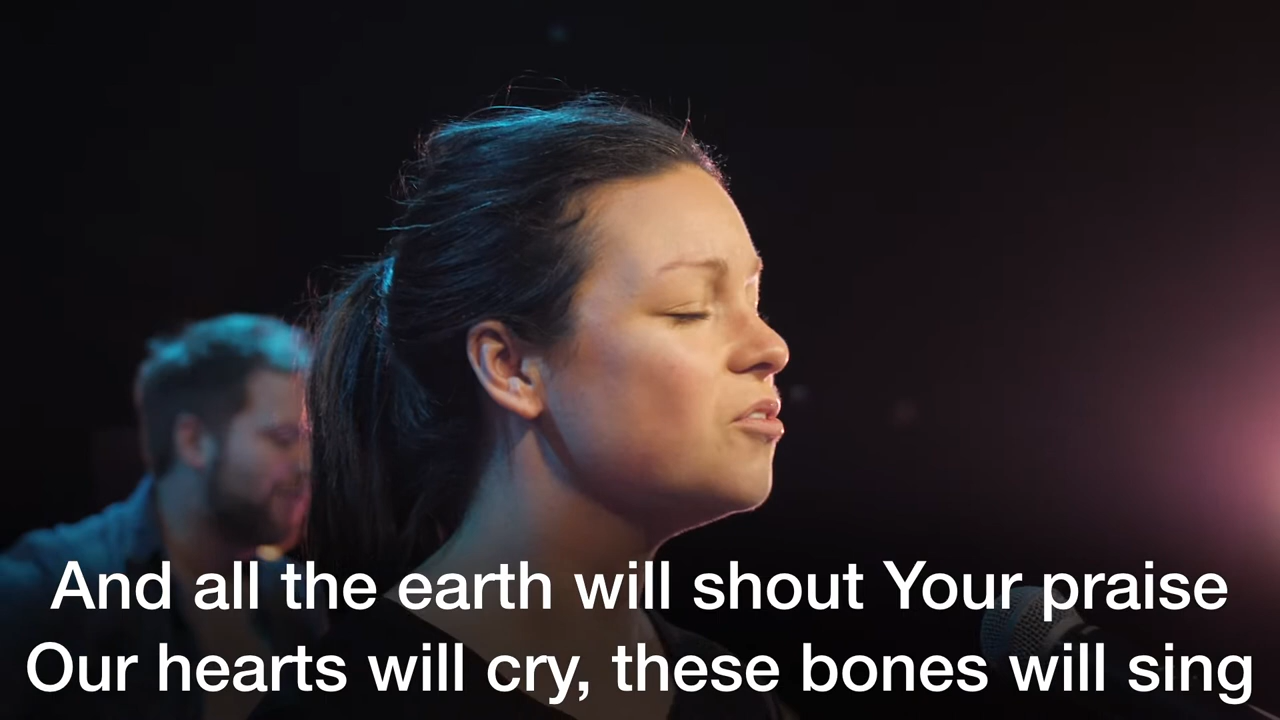 And all the earth will shout Your praise
Our hearts will cry, these bones will sing